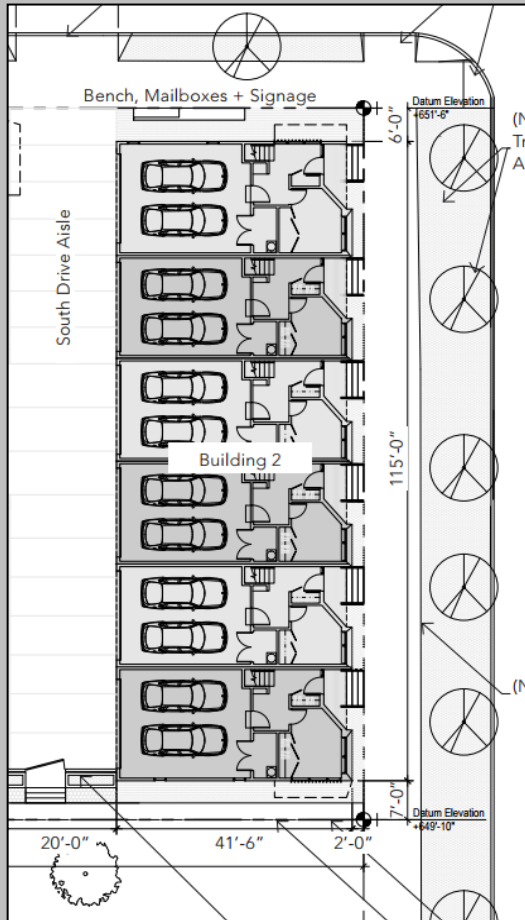 Bench, Mailboxes + Signage
Datum Elevation
+651'-6"
6'-0"
(N
Tr
A
South Drive Aisle
Building 2
115'-0"
(N
7'-0"
Datum Elevation
+649'-10"
20'-0"
41'-6"
2'-0"